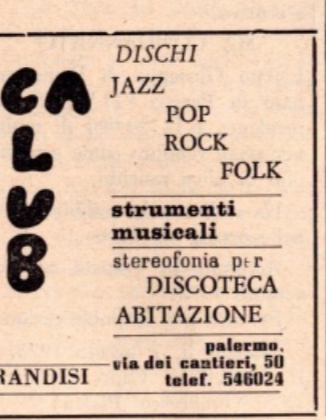 CA
CLUB
DISCHI
JAZZ
POP
ROCK
FOLK
strumenti
musicali
stereofonia per
DISCOTECA
ABITAZIONE
RANDISI
palermo,
via dei cantieri, 50
telef. 546024